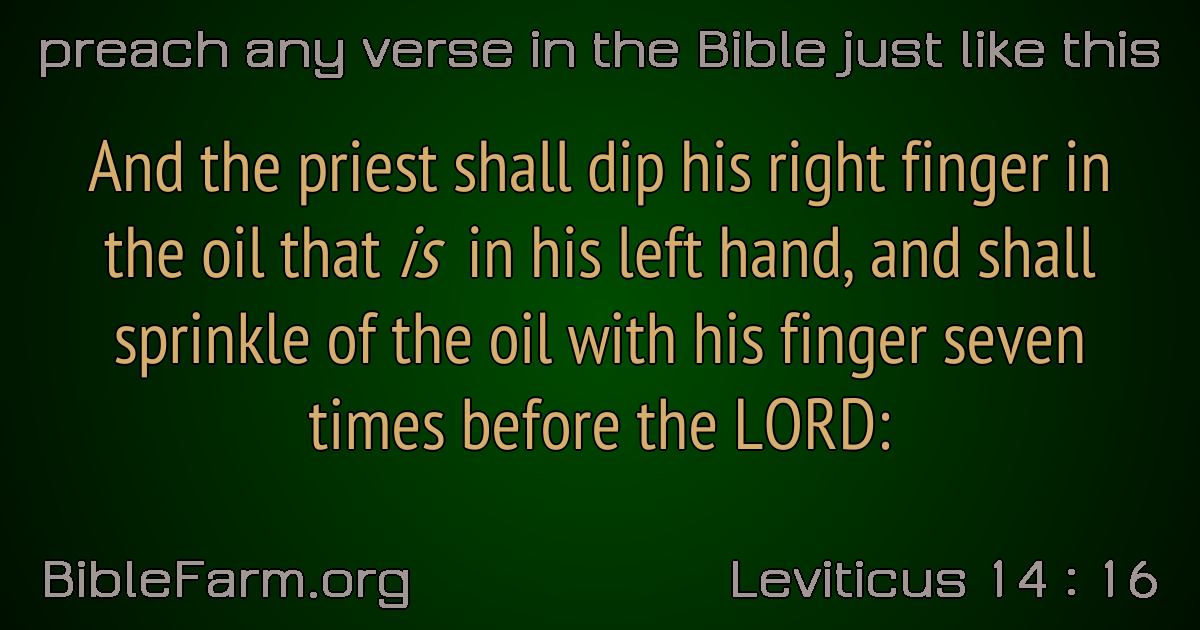 preach any verse in the Bible just like this
And the priest shall dip his right finger in
the oil that is in his left hand, and shall
sprinkle of the oil with his finger seven
times before the LORD:
BibleFarm.org
Leviticus 14 : 16